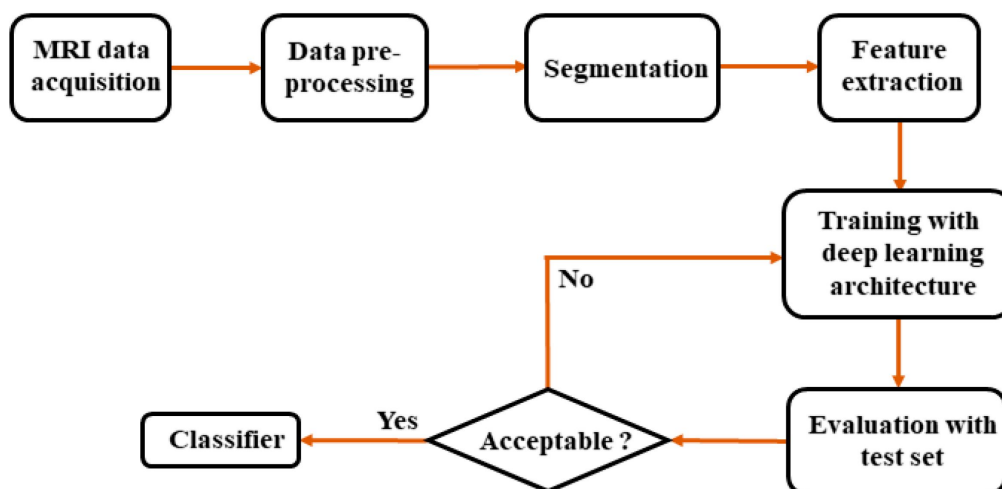 MRI data
acquisition
Data pre-
processing
Segmentation
Feature
extraction
Training with
deep learning
architecture
No
Evaluation with
test set
Acceptable ?
Yes
Classifier